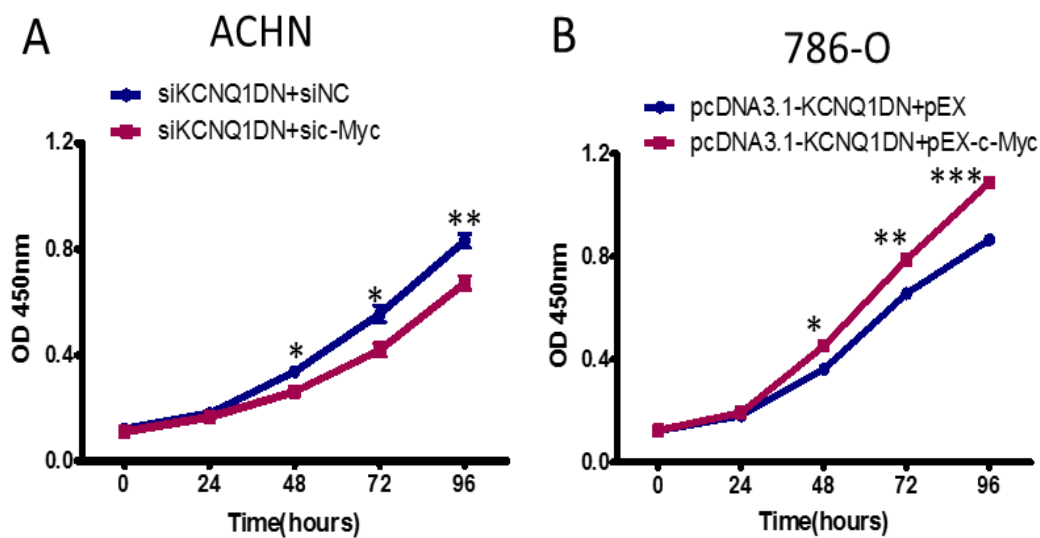 A
ACHN
siKCNQ1DN+siNC
siKCNQ1DN+sic-Myc
1.2
0.8
0.4
0.0
OD 450nm
*
*
**
0
24
48
72
96
Time(hours)
B
786-O
pcDNA3.1-KCNQ1DN+pEX
pcDNA3.1-KCNQ1DN+pEX-c-Myc
1.2
0.8
0.4
0.0
OD 450nm
*
**
***
0
24
48
72
96
Time(hours)